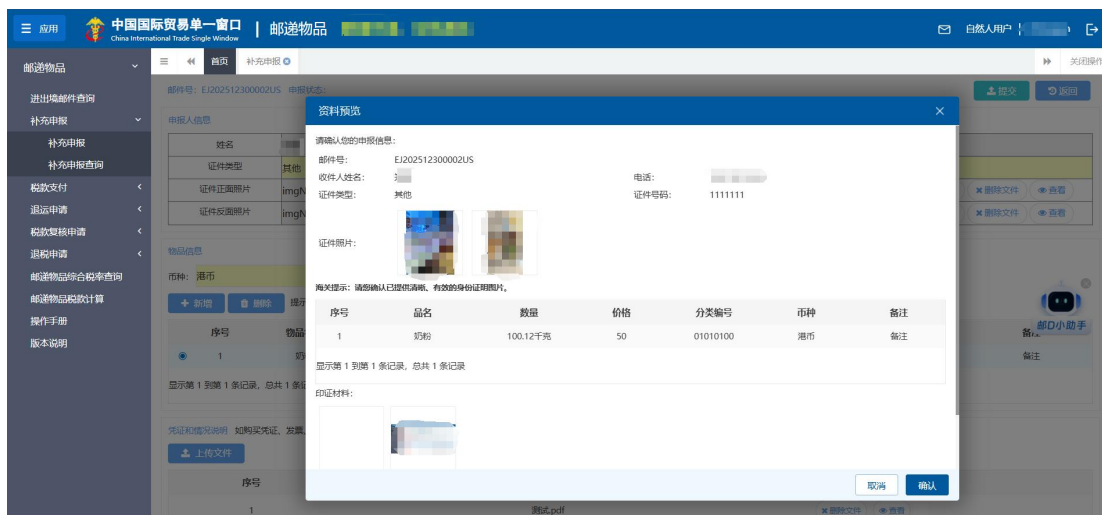 应用
中国国际贸易单一窗口
China International Trade Single Window
邮递物品
自然人用户
邮递物品
首页
补充申报
关闭操作
进出境邮件查询
补充申报
补充申报
补充申报查询
税款支付
退运申请
税款复核申请
退税申请
邮递物品综合税率查询
邮递物品税款计算
操作手册
版本说明
邮件号: EJ202512300002US 申报状态:
提交
返回
申报人信息
姓名
证件类型
其他
证件正面照片
imgN
删除文件
查看
证件反面照片
imgN
删除文件
查看
物品信息
币种: 港币
新增
删除
提示
序号
物品
备
1
奶
备注
显示第 1 到第 1 条记录, 总共 1 条记
凭证和情况说明 如购买凭证、发票、
上传文件
序号
1
测试.pdf
删除文件
查看
邮小助手
资料预览
请确认您的申报信息:
邮件号: EJ202512300002US
收件人姓名:
电话:
证件类型: 其他
证件号码: 1111111
证件照片:
海关提示: 请您确认已提供清晰、有效的身份证明图片。
序号 品名 数量 价格 分类编号 币种 备注
1 奶粉 100.12千克 50 01010100 港币 备注
显示第 1 到第 1 条记录, 总共 1 条记录
印证材料:
取消
确认